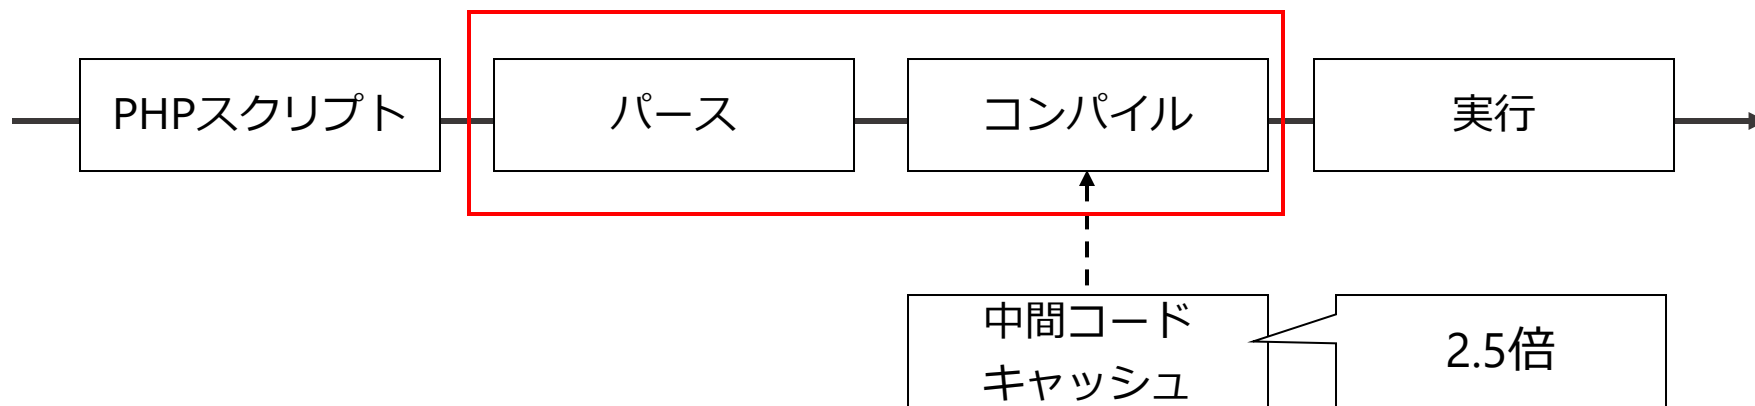 PHPスクリプト
パース
コンパイル
実行
中間コード
キャッシュ
2.5倍